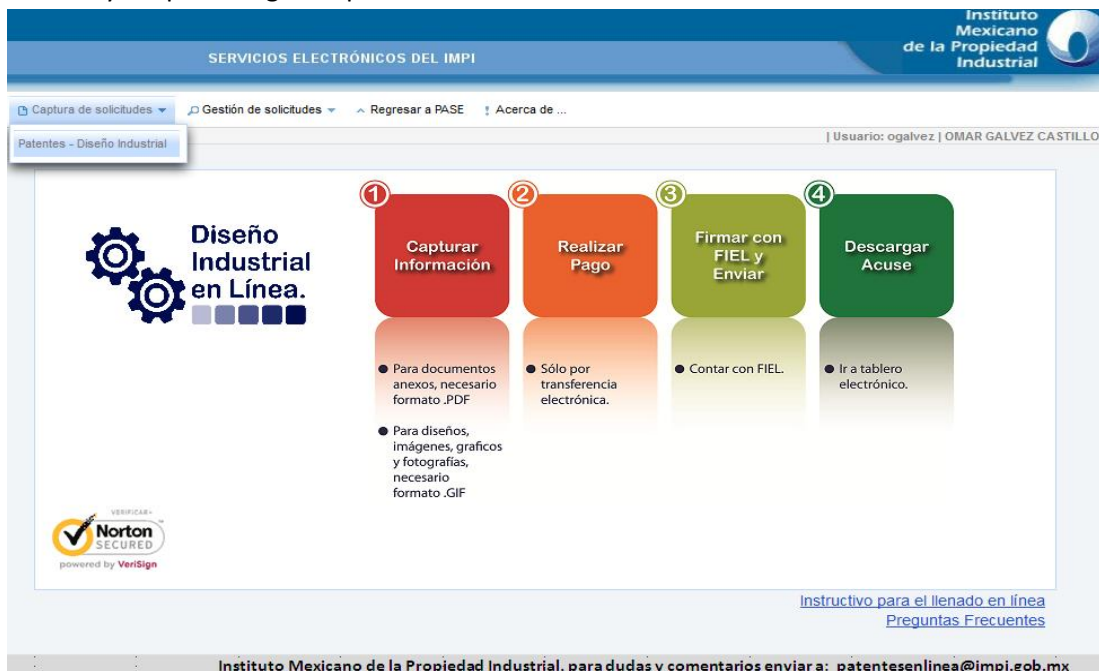 Instituto
Mexicano
de la Propiedad
Industrial
SERVICIOS ELECTRÓNICOS DEL IMPI
Captura de solicitudes
Gestión de solicitudes
Regresar a PASE
Acerca de ...
Patentes - Diseño Industrial
| Usuario: ogalvez | OMAR GALVEZ CASTILLO
Diseño
Industrial
en Línea.
1
Capturar
Información
2
Realizar
Pago
3
Firmar con
FIEL y
Enviar
4
Descargar
Acuse
Para documentos
anexos, necesario
formato .PDF
Para diseños,
imágenes, graficos
y fotografías,
necesario
formato .GIF
Sólo por
transferencia
electrónica.
Contar con FIEL.
Ir a tablero
electrónico.
VERIFICAR
Norton
SECURED
powered by VeriSign
Instructivo para el llenado en línea
Preguntas Frecuentes
Instituto Mexicano de la Propiedad Industrial, para dudas y comentarios enviar a: patentesenlinea@impi.gob.mx